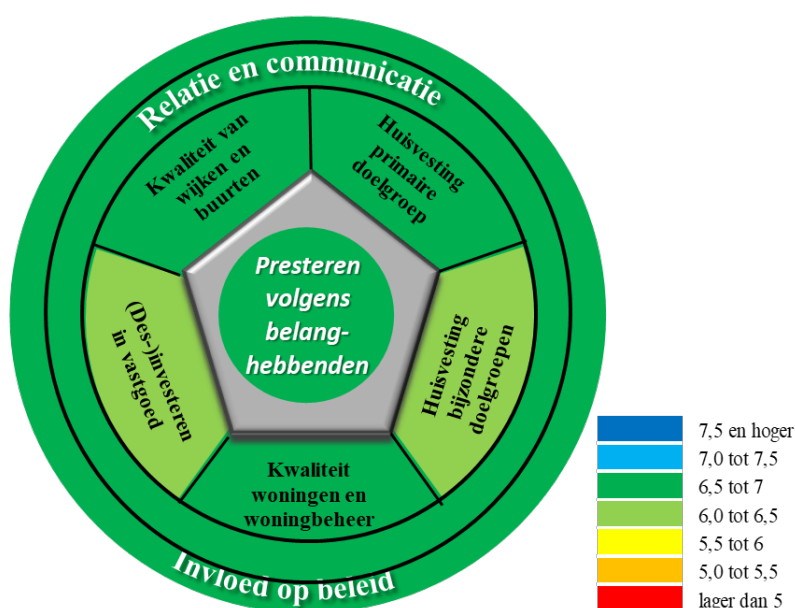 Relatie en communicatie
Kwaliteit van
wijken en
buurten
Huisvesting
primaire
doelgroep
(Des-)investeren
in vastgoed
Presteren
volgens
belang-
hebbenden
Huisvesting
bijzondere
doelgroepen
Kwaliteit
woningen en
woningbeheer
Invloed op beleid
7,5 en hoger
7,0 tot 7,5
6,5 tot 7
6,0 tot 6,5
5,5 tot 6
5,0 tot 5,5
lager dan 5